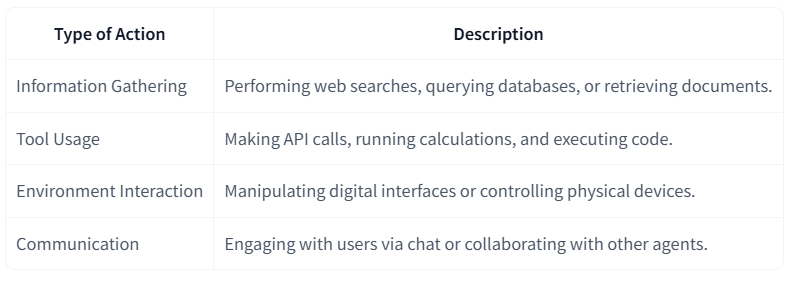 Type of Action Description
Information Gathering Performing web searches, querying databases, or retrieving documents.
Tool Usage Making API calls, running calculations, and executing code.
Environment Interaction Manipulating digital interfaces or controlling physical devices.
Communication Engaging with users via chat or collaborating with other agents.